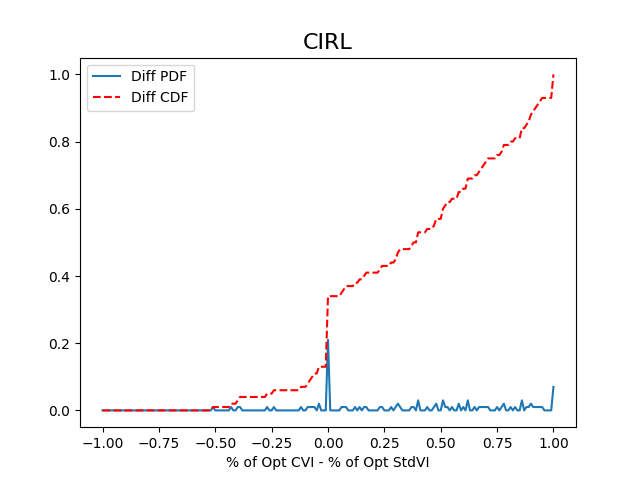 CIRL
Diff PDF
Diff CDF
1.0
0.8
0.6
0.4
0.2
0.0
−1.00 −0.75 −0.50 −0.25 0.00 0.25 0.50 0.75 1.00
% of Opt CVI - % of Opt StdVI